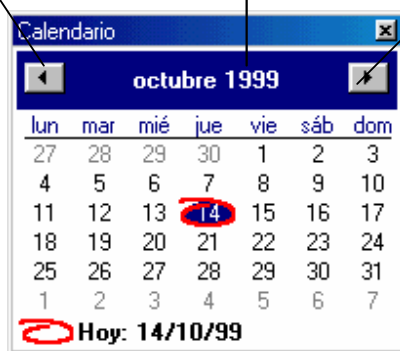 Calendario
octubre 1999
lun mar mié jue vie sáb dom
27 28 29 30 1 2 3
4 5 6 7 8 9 10
11 12 13 14 15 16 17
18 19 20 21 22 23 24
25 26 27 28 29 30 31
1 2 3 4 5 6 7
Hoy: 14/10/99